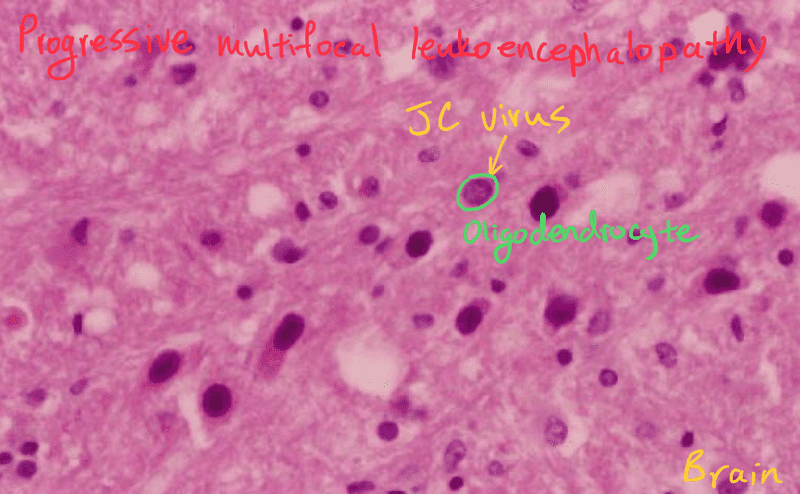 Progressive multifocal leukoencephalopathy
JC virus
Oligodendrocyte
Brain